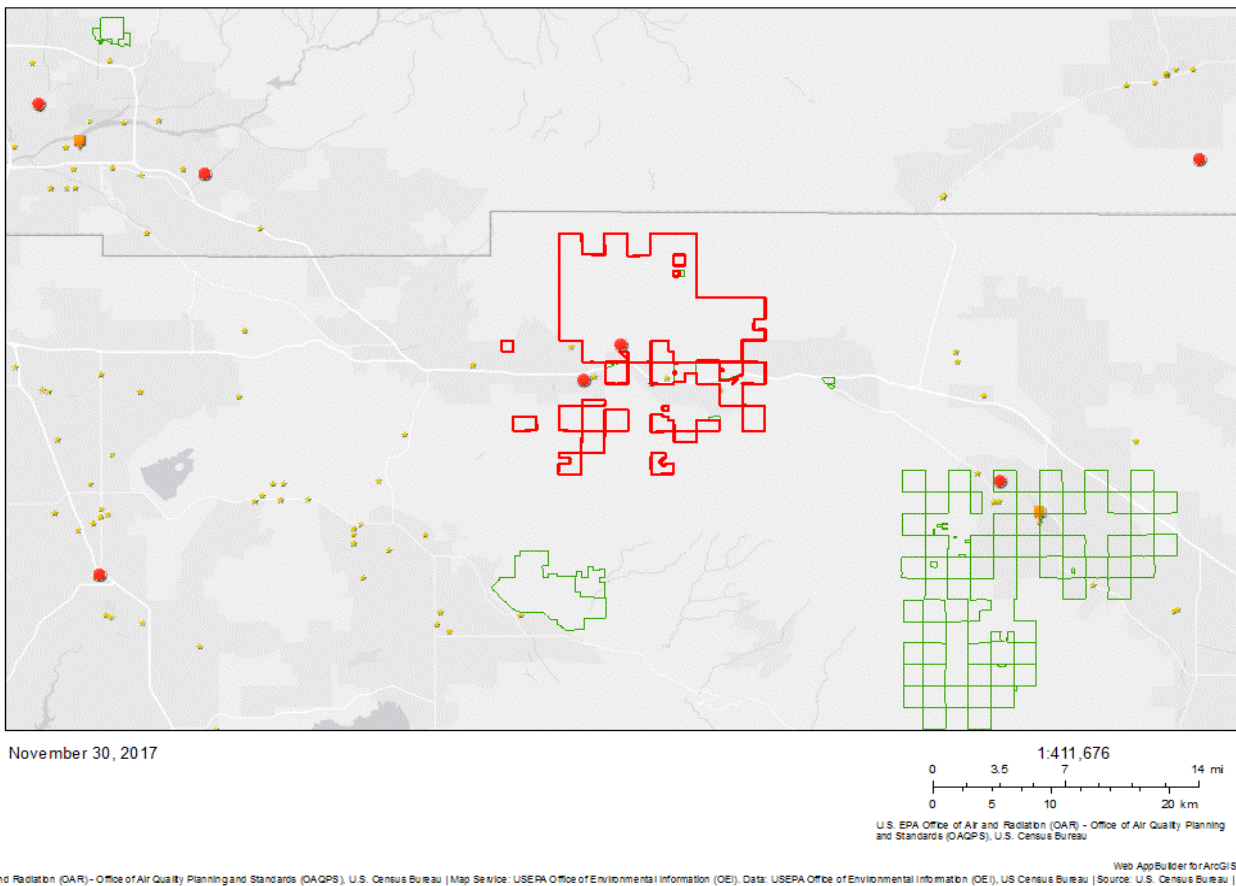 November 30, 2017
1:411,676
0 3.5 7 14 mi
0 5 10 20 km
U.S. EPA Office of Air and Radiation (OAR) - Office of Air Quality Planning
and Standards (OAQPS), U.S. Census Bureau
Web AppBuilder for ArcGIS
nd Radiation (OAR) - Office of Air Quality Planning and Standards (OAQPS), U.S. Census Bureau | Map Service: USEPA Office of Environmental Information (OEI). Data: USEPA Office of Environmental Information (OEI), US Census Bureau | Source: U.S. Census Bureau |